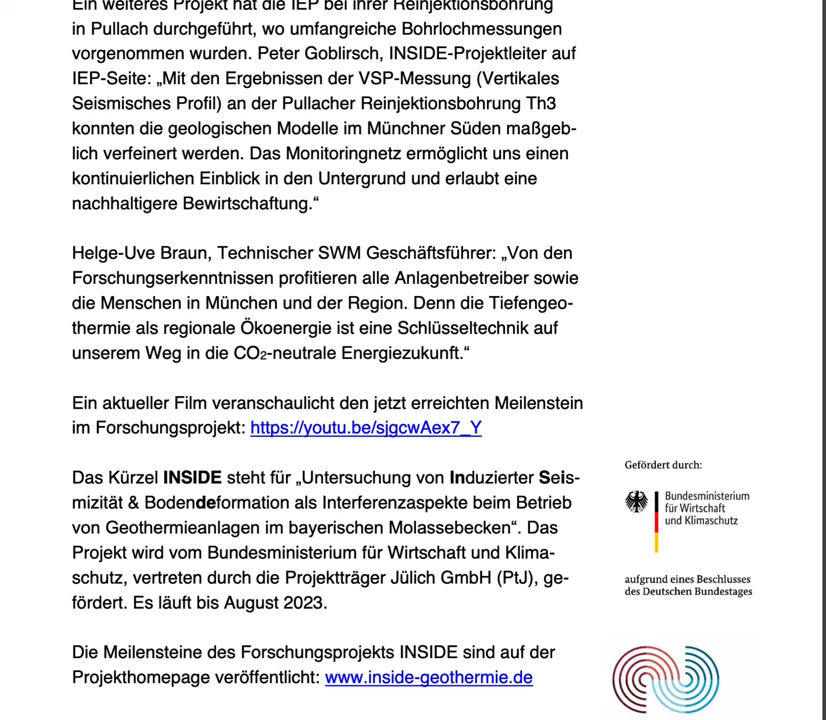 Ein weiteres Projekt hat die IEP bei ihrer Reinjektionsbohrung
in Pullach durchgeführt, wo umfangreiche Bohrlochmessungen
vorgenommen wurden. Peter Goblirsch, INSIDE-Projektleiter auf
IEP-Seite: „Mit den Ergebnissen der VSP-Messung (Vertikales
Seismisches Profil) an der Pullacher Reinjektionsbohrung Th3
konnten die geologischen Modelle im Münchner Süden maßgeb-
lich verfeinert werden. Das Monitoringnetz ermöglicht uns einen
kontinuierlichen Einblick in den Untergrund und erlaubt eine
nachhaltigere Bewirtschaftung.“
Helge-Uve Braun, Technischer SWM Geschäftsführer: „Von den
Forschungserkenntnissen profitieren alle Anlagenbetreiber sowie
die Menschen in München und der Region. Denn die Tiefengeo-
thermie als regionale Ökoenergie ist eine Schlüsseltechnik auf
unserem Weg in die CO2-neutrale Energiezukunft.“
Ein aktueller Film veranschaulicht den jetzt erreichten Meilenstein
im Forschungsprojekt: https://youtu.be/sjgcwAex7_Y
Das Kürzel INSIDE steht für „Untersuchung von Induzierter Seis-
mizität & Bodendeformation als Interferenzaspekte beim Betrieb
von Geothermieanlagen im bayerischen Molassebecken“. Das
Projekt wird vom Bundesministerium für Wirtschaft und Klima-
schutz, vertreten durch die Projektträger Jülich GmbH (PtJ), ge-
fördert. Es läuft bis August 2023.
Die Meilensteine des Forschungsprojekts INSIDE sind auf der
Projekthomepage veröffentlicht: www.inside-geothermie.de
Gefördert durch:
Bundesministerium
für Wirtschaft
und Klimaschutz
aufgrund eines Beschlusses
des Deutschen Bundestages